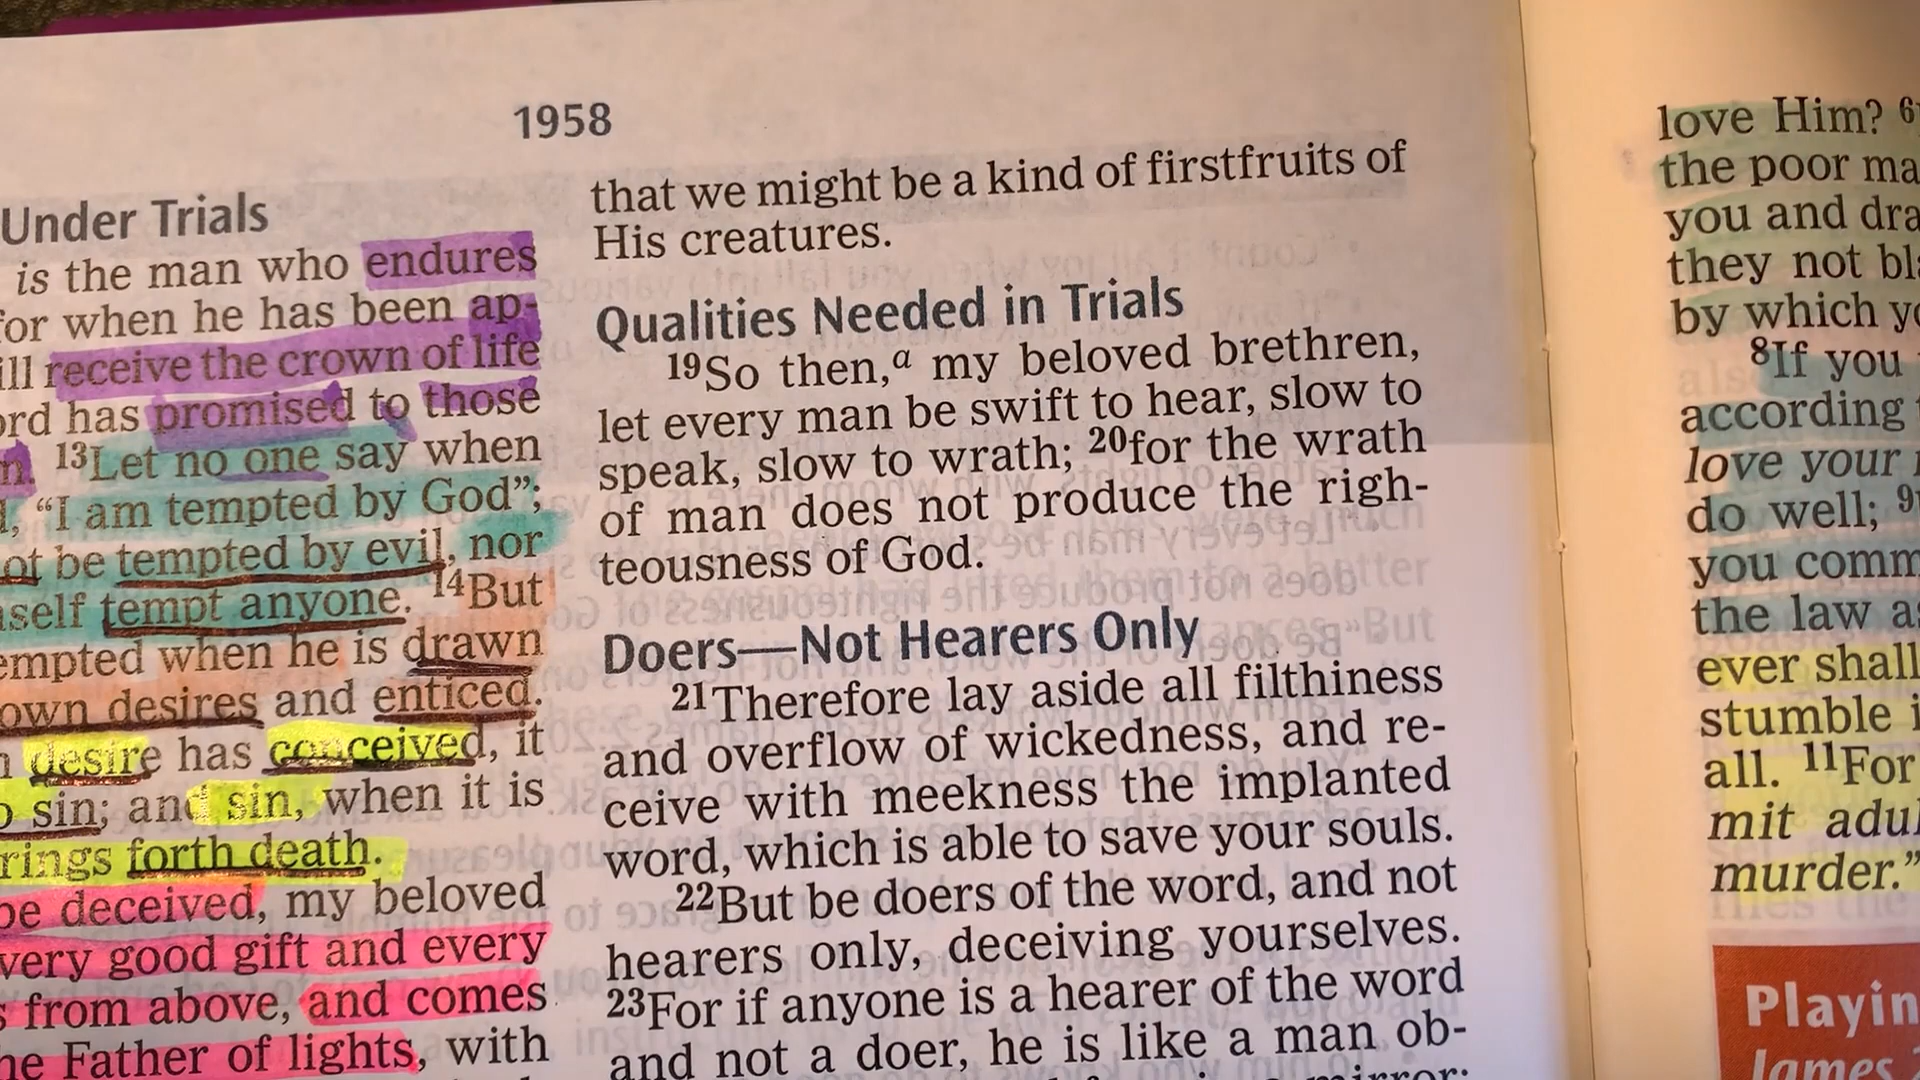 1958
Under Trials
is the man who endures
for when he has been ap-
ill receive the crown of life
ord has promised to those
13Let no one say when
“I am tempted by God”;
ot be tempted by evil, nor
self tempt anyone. 14But
empted when he is drawn
own desires and enticed.
desire has conceived, it
sin; and sin, when it is
rings forth death.
be deceived, my beloved
very good gift and every
s from above, and comes
he Father of lights, with
that we might be a kind of firstfruits of
His creatures.
Qualities Needed in Trials
19So then,a my beloved brethren,
let every man be swift to hear, slow to
speak, slow to wrath; 20for the wrath
of man does not produce the righ-
teousness of God.
Doers—Not Hearers Only
21Therefore lay aside all filthiness
and overflow of wickedness, and re-
ceive with meekness the implanted
word, which is able to save your souls.
22But be doers of the word, and not
hearers only, deceiving yourselves.
23For if anyone is a hearer of the word
and not a doer, he is like a man ob-
mirror;
love Him? 6
the poor ma
you and dra
they not bl
by which yo
8If you
according
love your
do well; 9
you comm
the law as
ever shall
stumble i
all. 11For
mit adul
murder.”
Playin
James 2